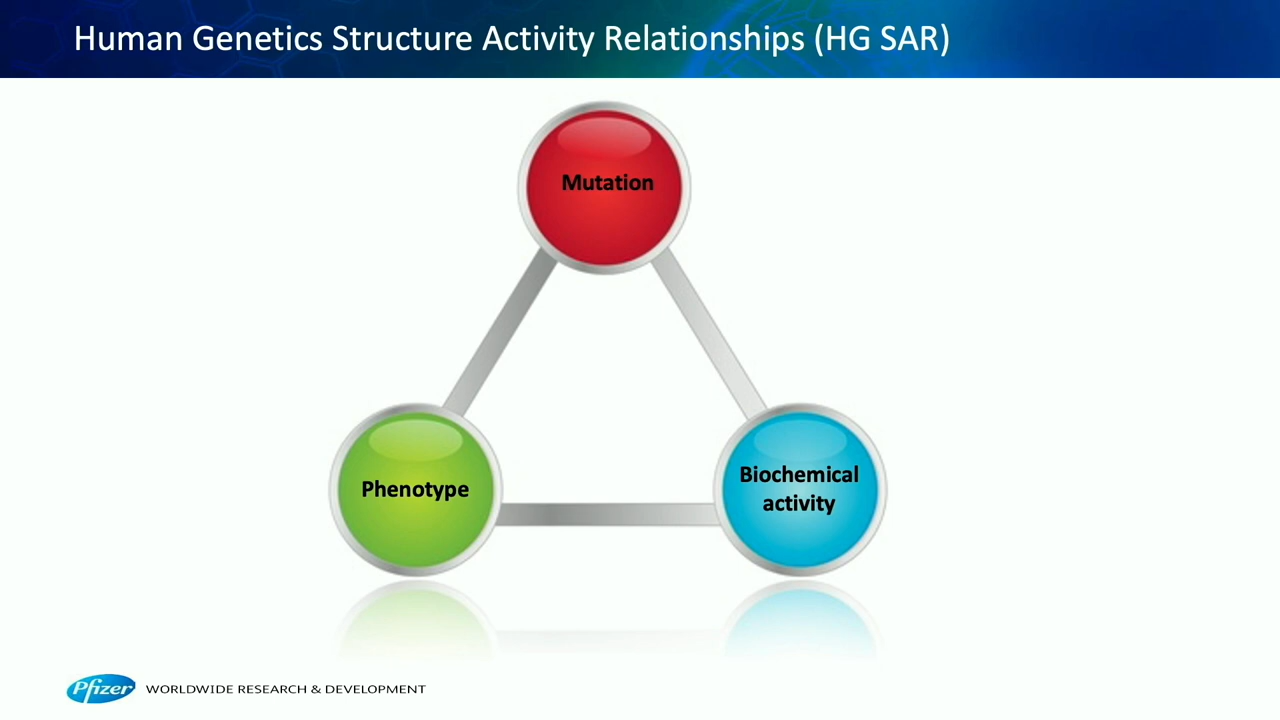 Human Genetics Structure Activity Relationships (HG SAR)
Mutation
Phenotype
Biochemical
activity
Pfizer
WORLDWIDE RESEARCH & DEVELOPMENT